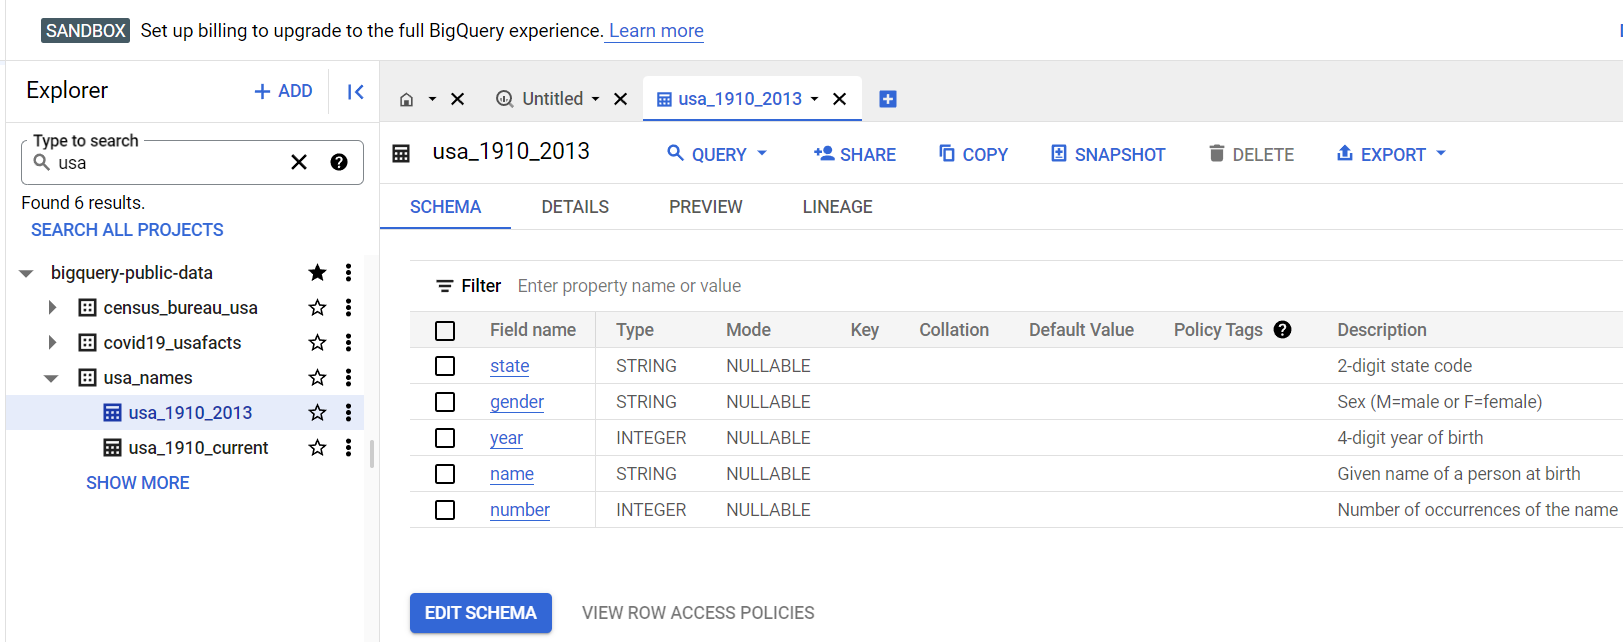 SANDBOX Set up billing to upgrade to the full BigQuery experience. Learn more
Explorer
+ ADD
Type to search
usa
Found 6 results.
SEARCH ALL PROJECTS
bigquery-public-data
census_bureau_usa
covid19_usafacts
usa_names
usa_1910_2013
usa_1910_current
SHOW MORE
Untitled
usa_1910_2013
usa_1910_2013
QUERY SHARE COPY SNAPSHOT DELETE EXPORT
SCHEMA DETAILS PREVIEW LINEAGE
Filter Enter property name or value
Field name Type Mode Key Collation Default Value Policy Tags Description
state STRING NULLABLE 2-digit state code
gender STRING NULLABLE Sex (M=male or F=female)
year INTEGER NULLABLE 4-digit year of birth
name STRING NULLABLE Given name of a person at birth
number INTEGER NULLABLE Number of occurrences of the name
EDIT SCHEMA VIEW ROW ACCESS POLICIES